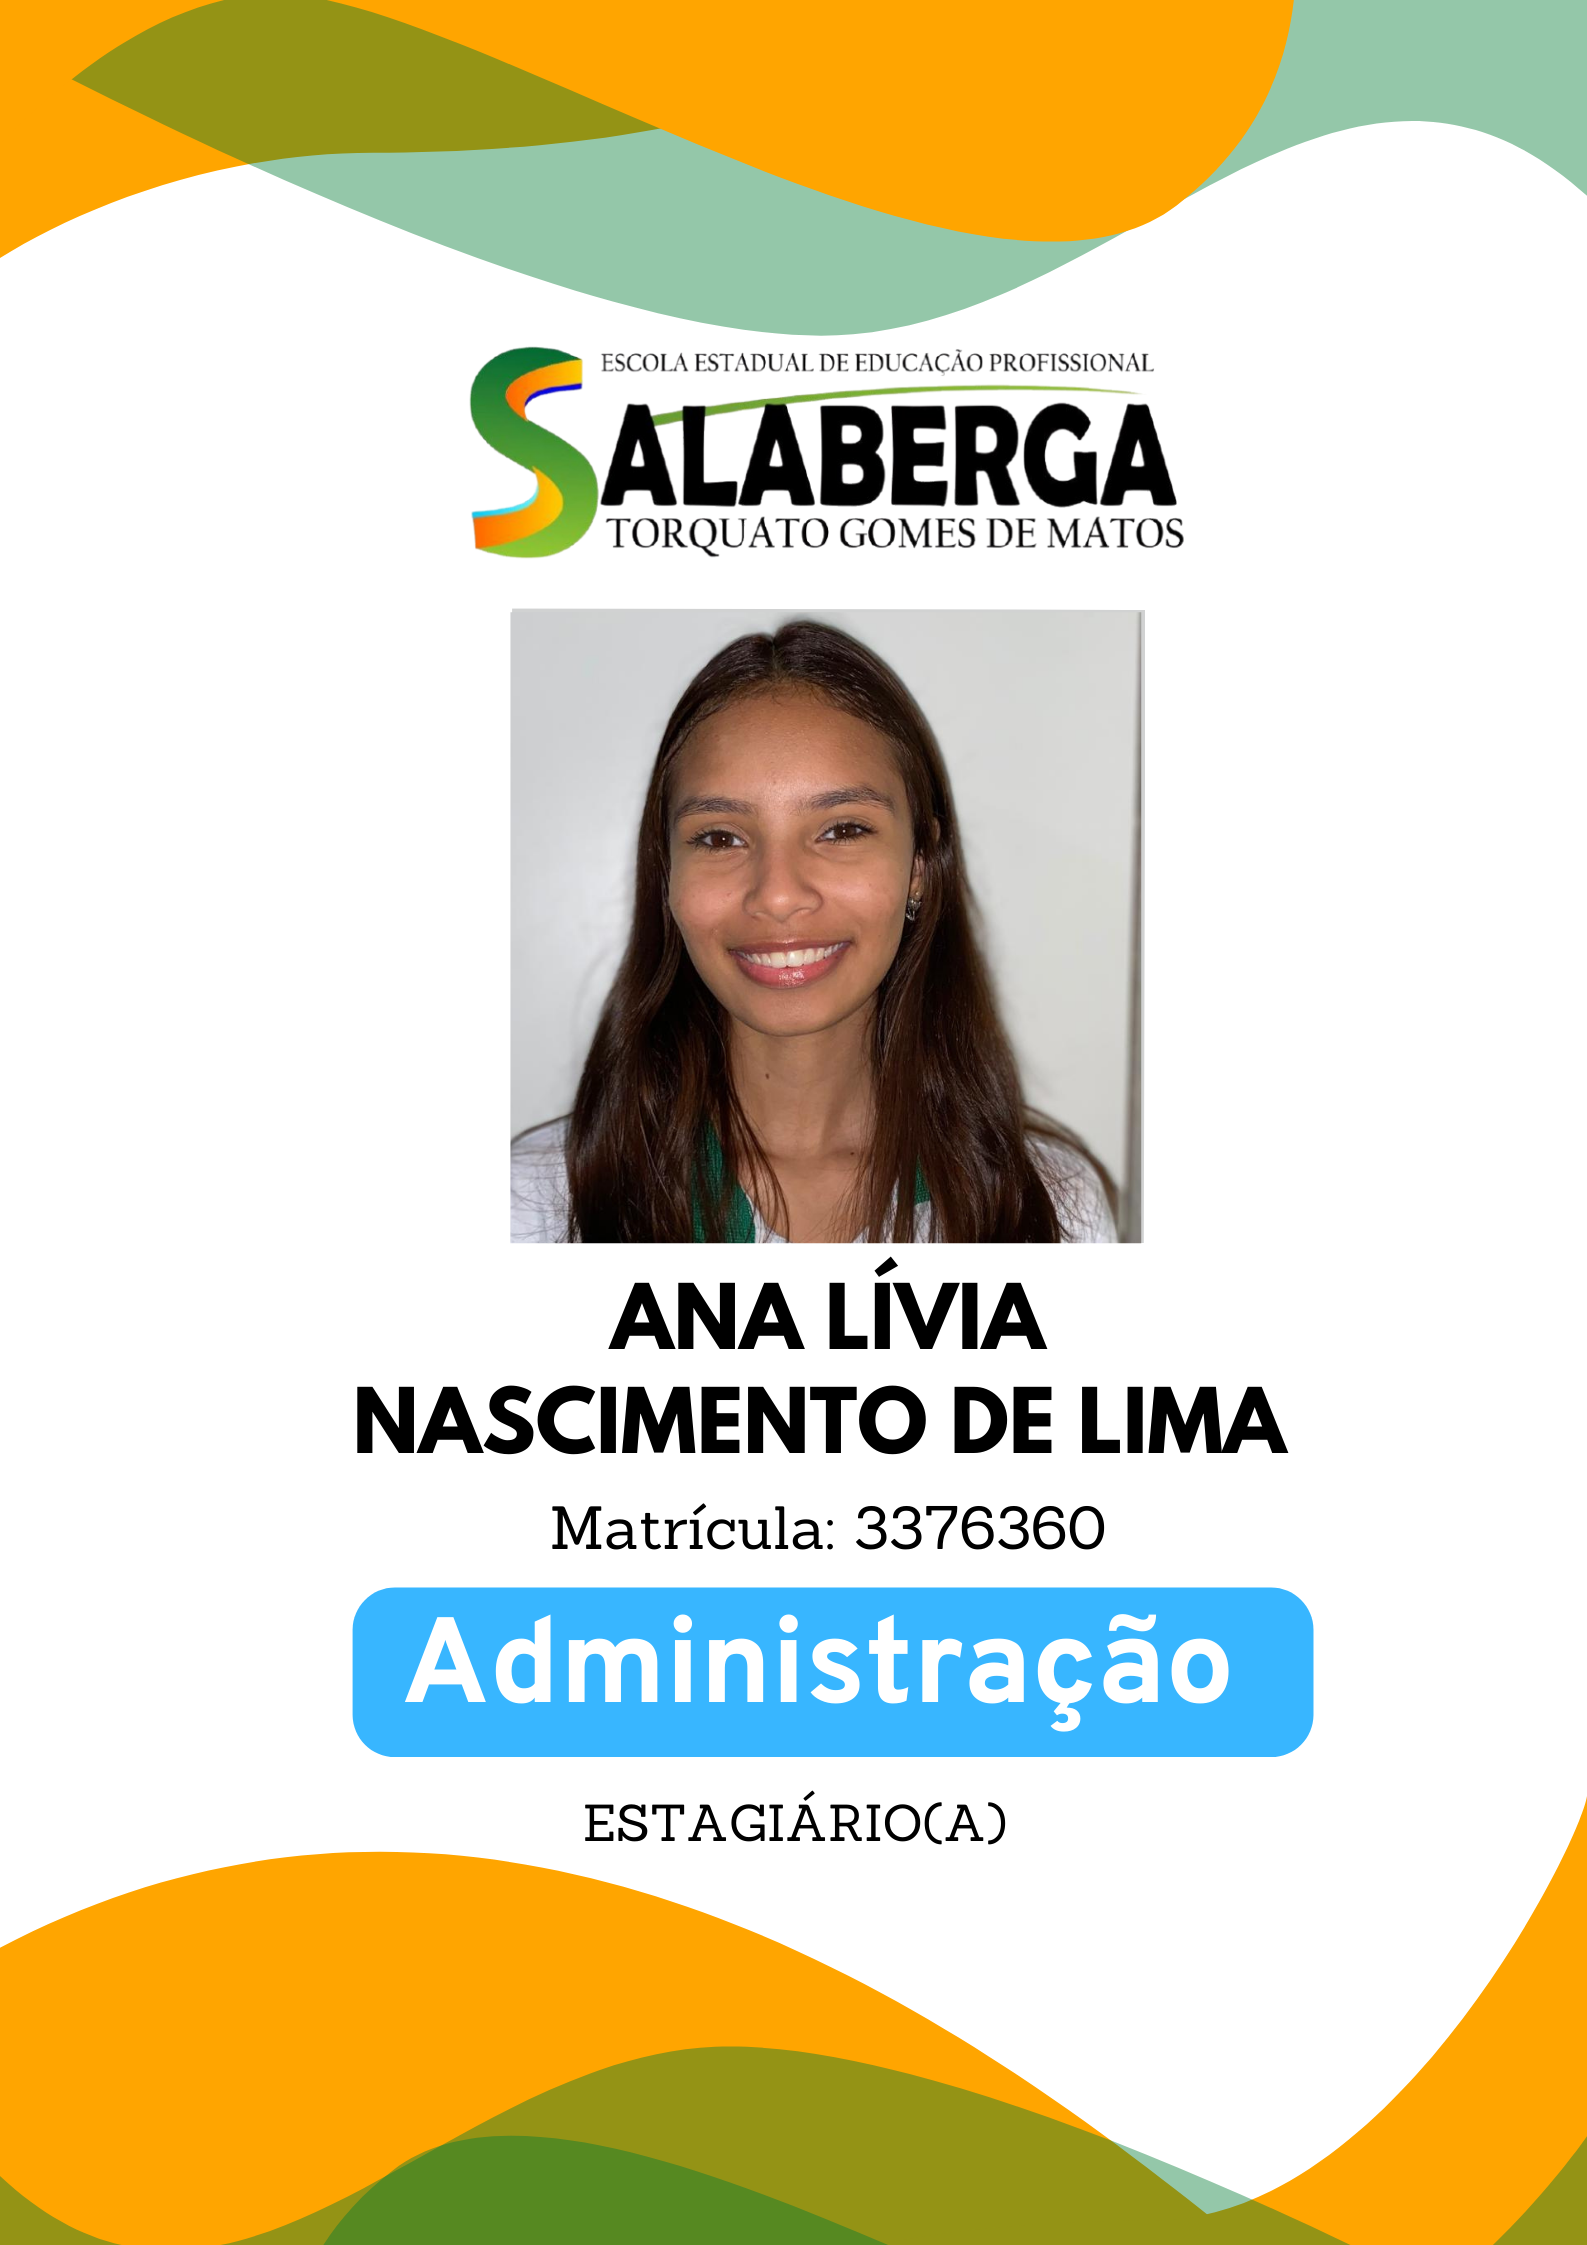 ESCOLA ESTADUAL DE EDUCAÇÃO PROFISSIONAL
SALABERGA
TORQUATO GOMES DE MATOS
ANA LÍVIA
NASCIMENTO DE LIMA
Matrícula: 3376360
Administração
ESTAGIÁRIO(A)